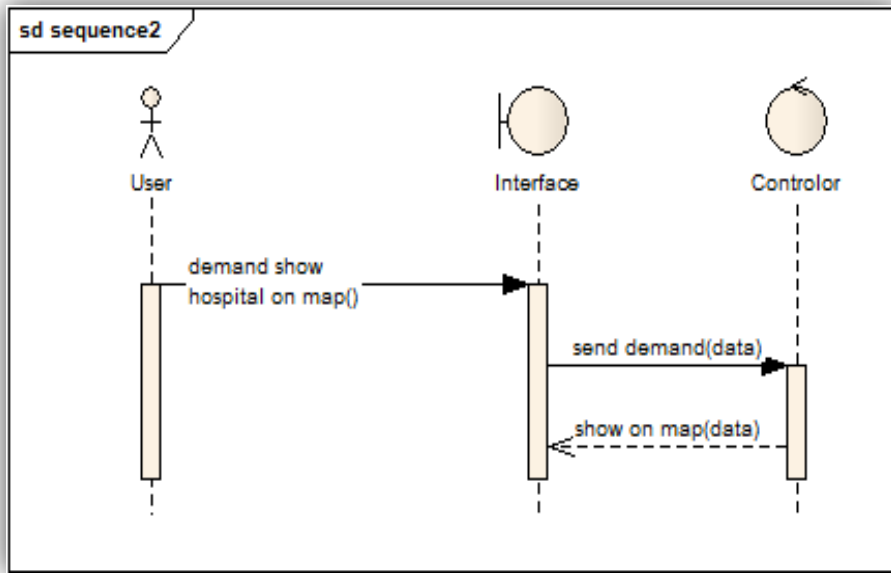 sd sequence2
User
Interface
Controlor
demand show
hospital on map()
send demand(data)
show on map(data)